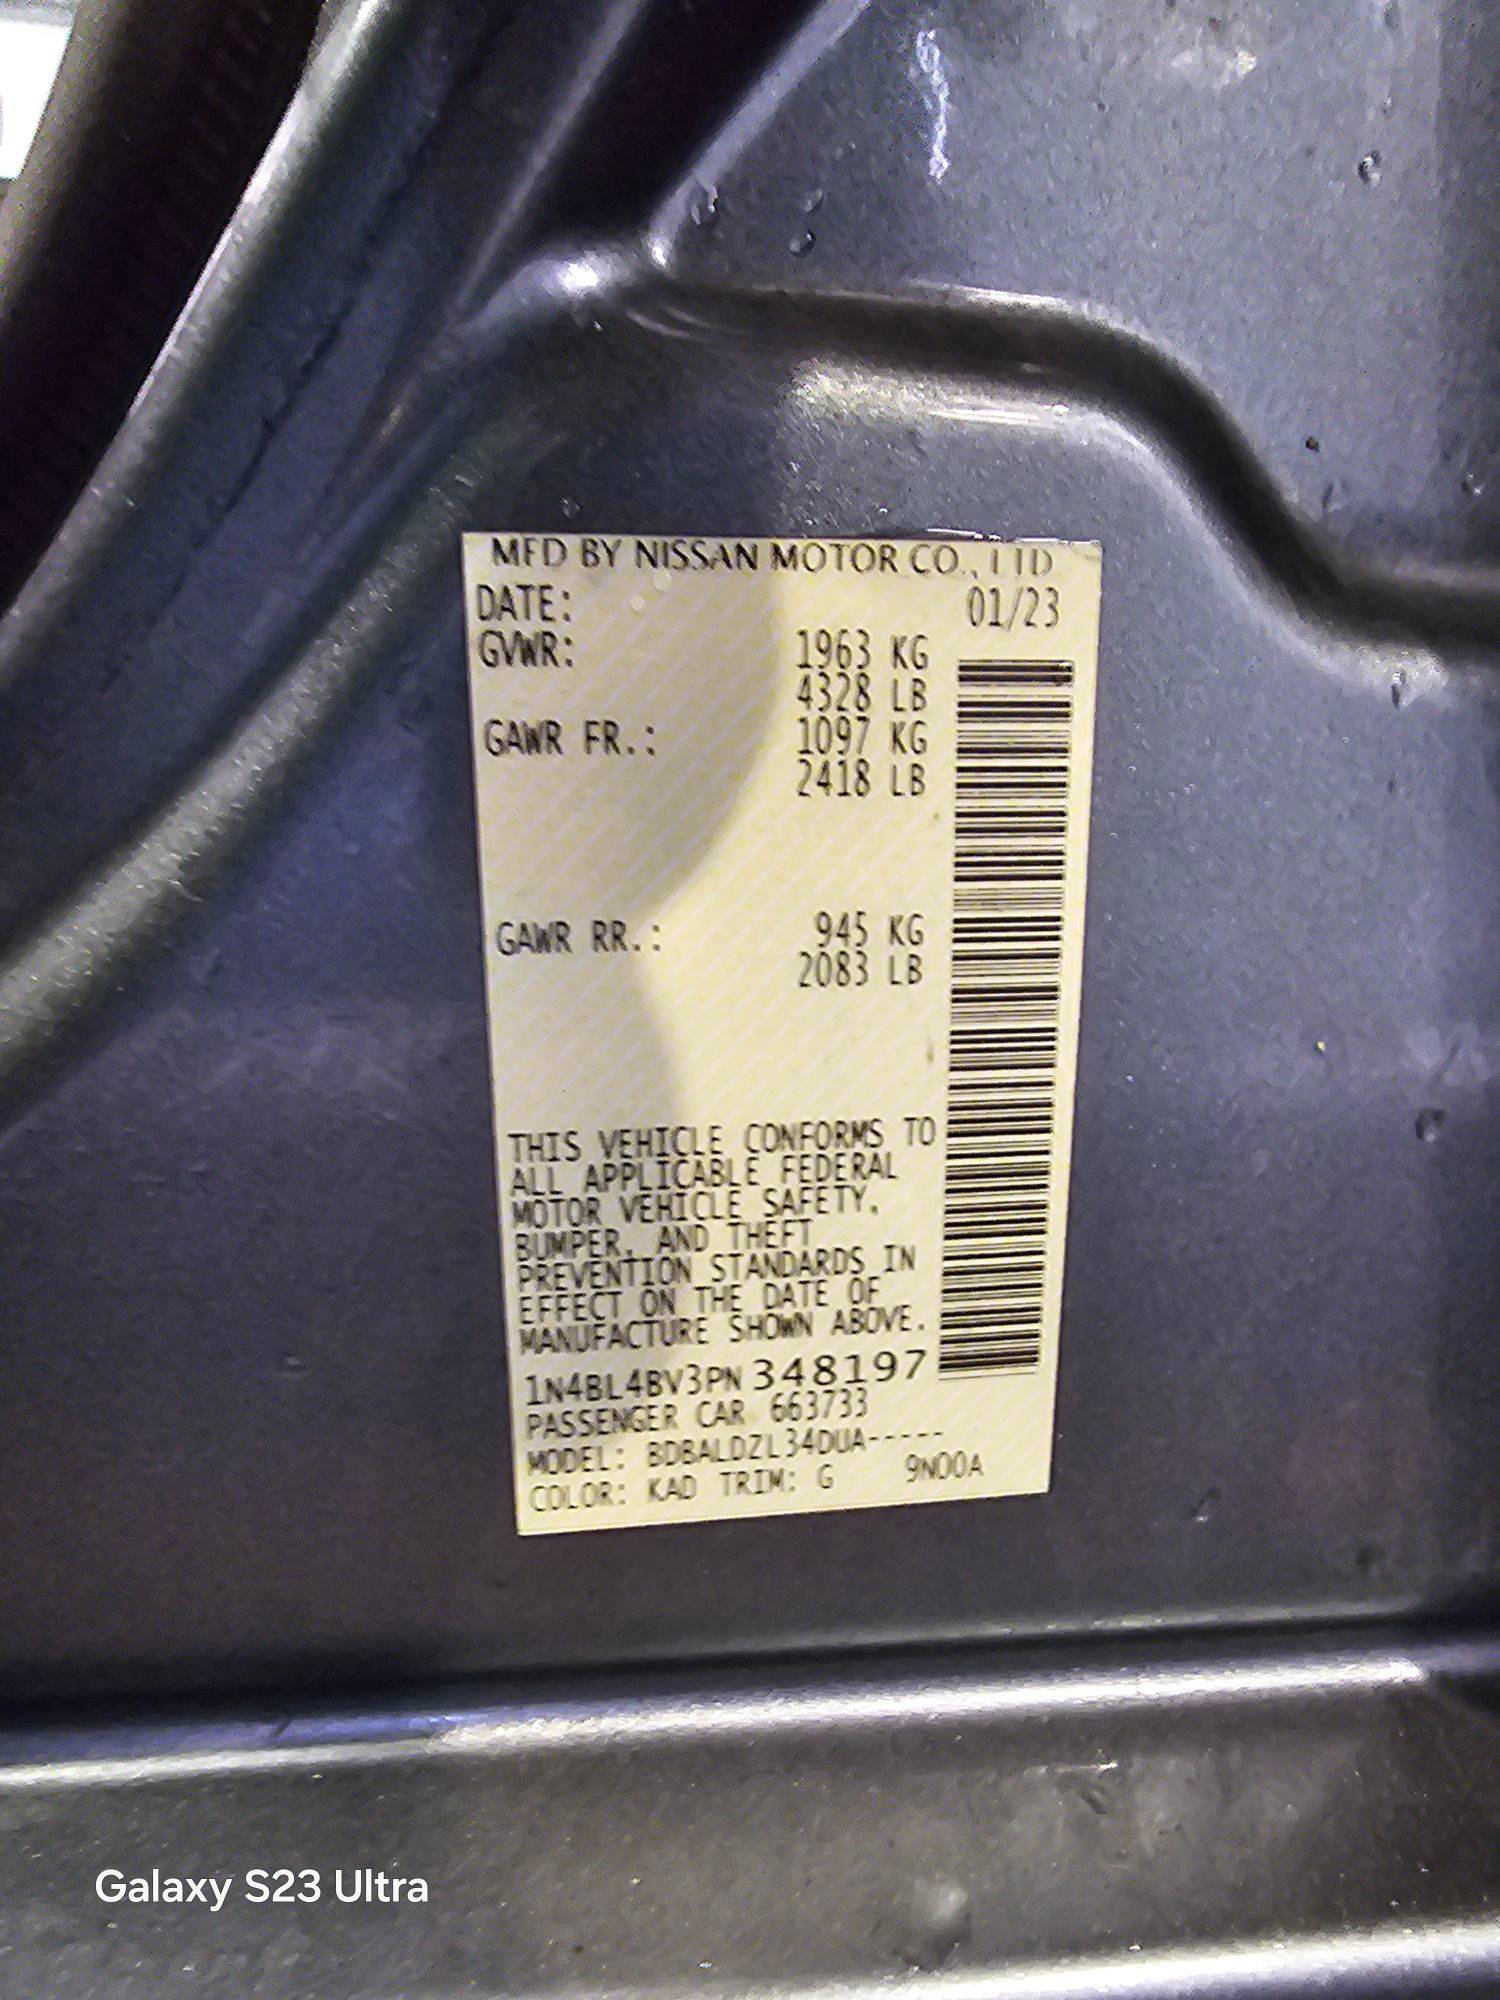 MFD BY NISSAN MOTOR CO., LTD
DATE: 01/23
GVWR: 1963 KG
4328 LB
GAWR FR.: 1097 KG
2418 LB
GAWR RR.: 945 KG
2083 LB
THIS VEHICLE CONFORMS TO
ALL APPLICABLE FEDERAL
MOTOR VEHICLE SAFETY,
BUMPER, AND THEFT
PREVENTION STANDARDS IN
EFFECT ON THE DATE OF
MANUFACTURE SHOWN ABOVE.
1N4BL4BV3PN348197
PASSENGER CAR 663733
MODEL: BDBALDZL34DUA-----
COLOR: KAD TRIM: G 9N00A
Galaxy S23 Ultra